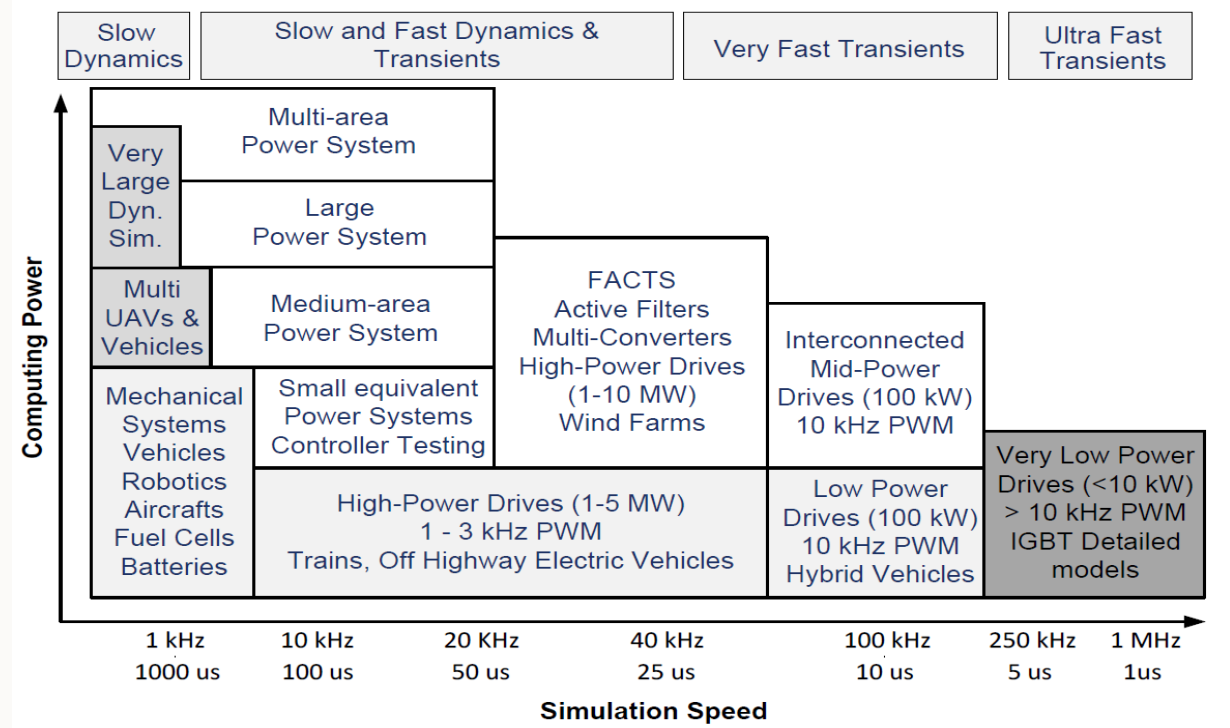 Slow
Dynamics
Slow and Fast Dynamics &
Transients
Very Fast Transients
Ultra Fast
Transients
Computing Power
Multi-area
Power System
Very
Large
Dyn.
Sim.
Large
Power System
Multi
UAVs &
Vehicles
Medium-area
Power System
FACTS
Active Filters
Multi-Converters
High-Power Drives
(1-10 MW)
Wind Farms
Interconnected
Mid-Power
Drives (100 kW)
10 kHz PWM
Mechanical
Systems
Vehicles
Robotics
Aircrafts
Fuel Cells
Batteries
Small equivalent
Power Systems
Controller Testing
High-Power Drives (1-5 MW)
1 - 3 kHz PWM
Trains, Off Highway Electric Vehicles
Low Power
Drives (100 kW)
10 kHz PWM
Hybrid Vehicles
Very Low Power
Drives (<10 kW)
> 10 kHz PWM
IGBT Detailed
models
1 kHz 10 kHz 20 KHz 40 kHz 100 kHz 250 kHz 1 MHz
1000 us 100 us 50 us 25 us 10 us 5 us 1us
Simulation Speed